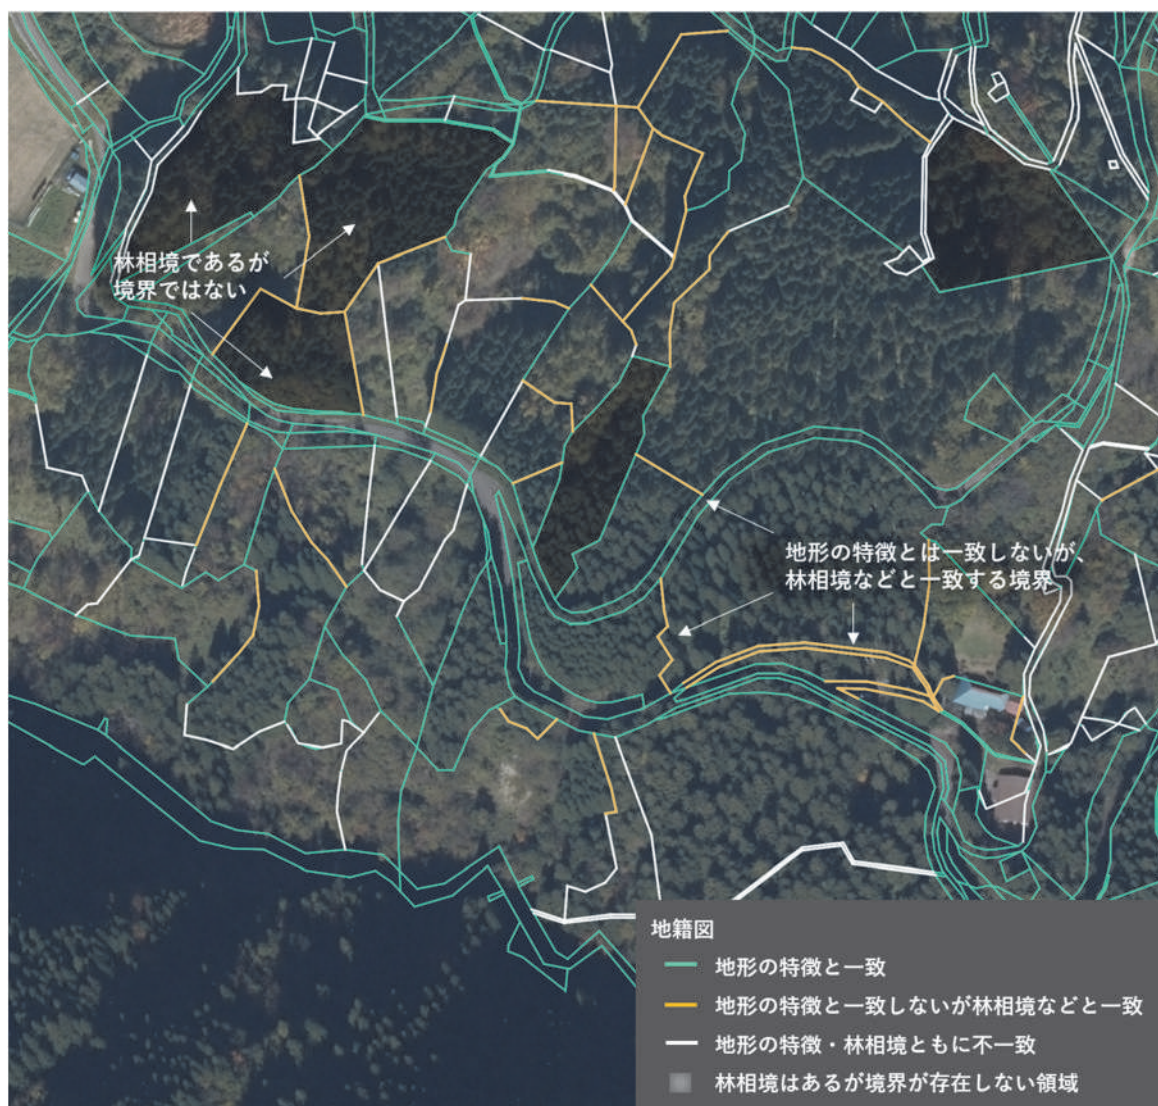 林相境であるが
境界ではない
地形の特徴とは一致しないが、
林相境などと一致する境界
地籍図
地形の特徴と一致
地形の特徴と一致しないが林相境などと一致
地形の特徴・林相境ともに不一致
林相境はあるが境界が存在しない領域